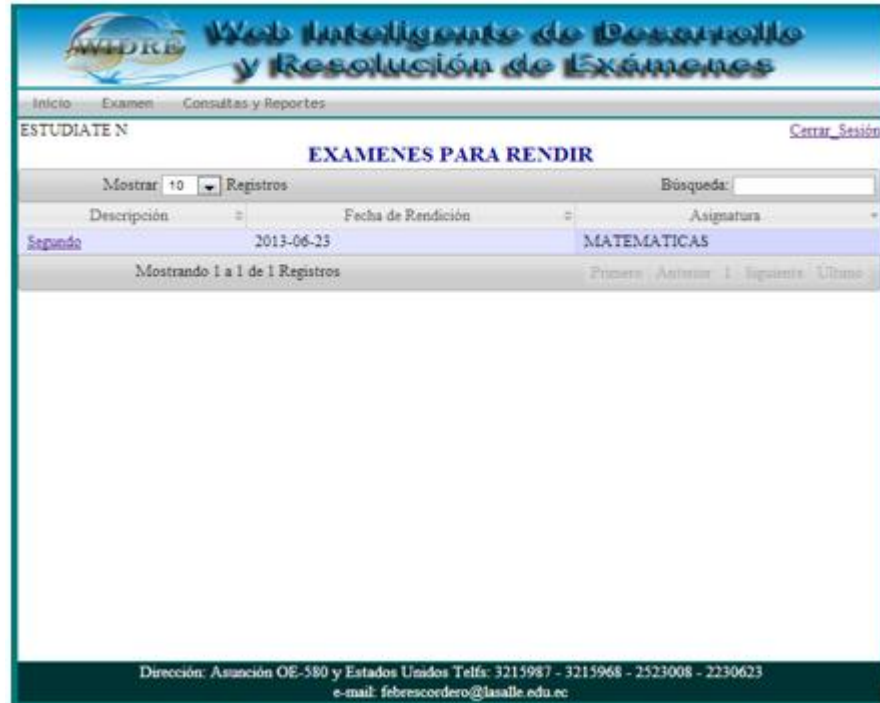 AWIDRE
Web Inteligente de Desarrollo
y Resolución de Exámenes
Inicio Examen Consultas y Reportes
ESTUDIATE N Cerrar_Sesión
EXAMENES PARA RENDIR
Mostrar 10 Registros Búsqueda:
Descripción Fecha de Rendición Asignatura
Segundo 2013-06-23 MATEMATICAS
Mostrando 1 a 1 de 1 Registros Primero Anterior 1 Siguiente Último
Dirección: Asunción OE-580 y Estados Unidos Telfs: 3215987 - 3215968 - 2523008 - 2230623
e-mail: febrescordero@lasalle.edu.ec